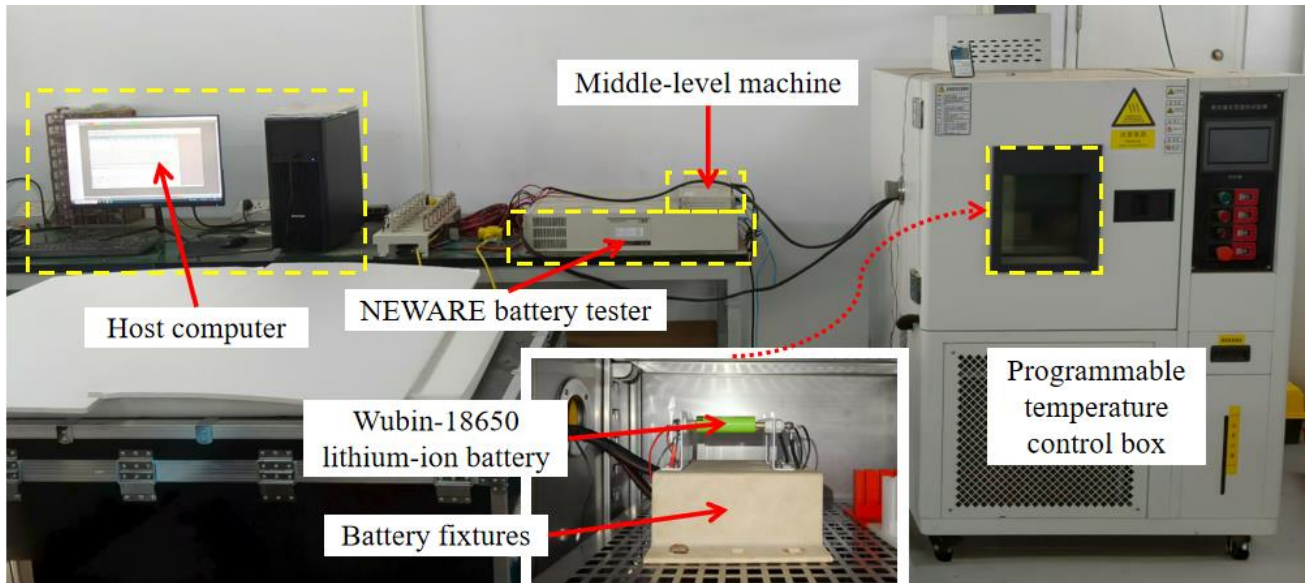 Middle-level machine
Host computer
NEWARE battery tester
Wubin-18650
lithium-ion battery
Battery fixtures
Programmable
temperature
control box